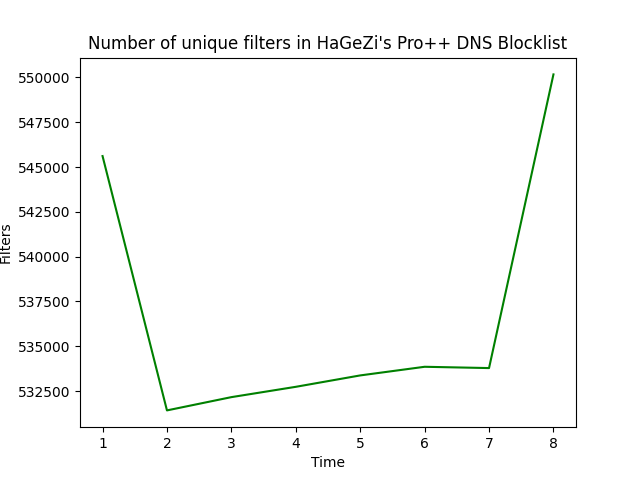 Number of unique filters in HaGeZi's Pro++ DNS Blocklist
550000
547500
545000
542500
540000
537500
535000
532500
Filters
1 2 3 4 5 6 7 8
Time